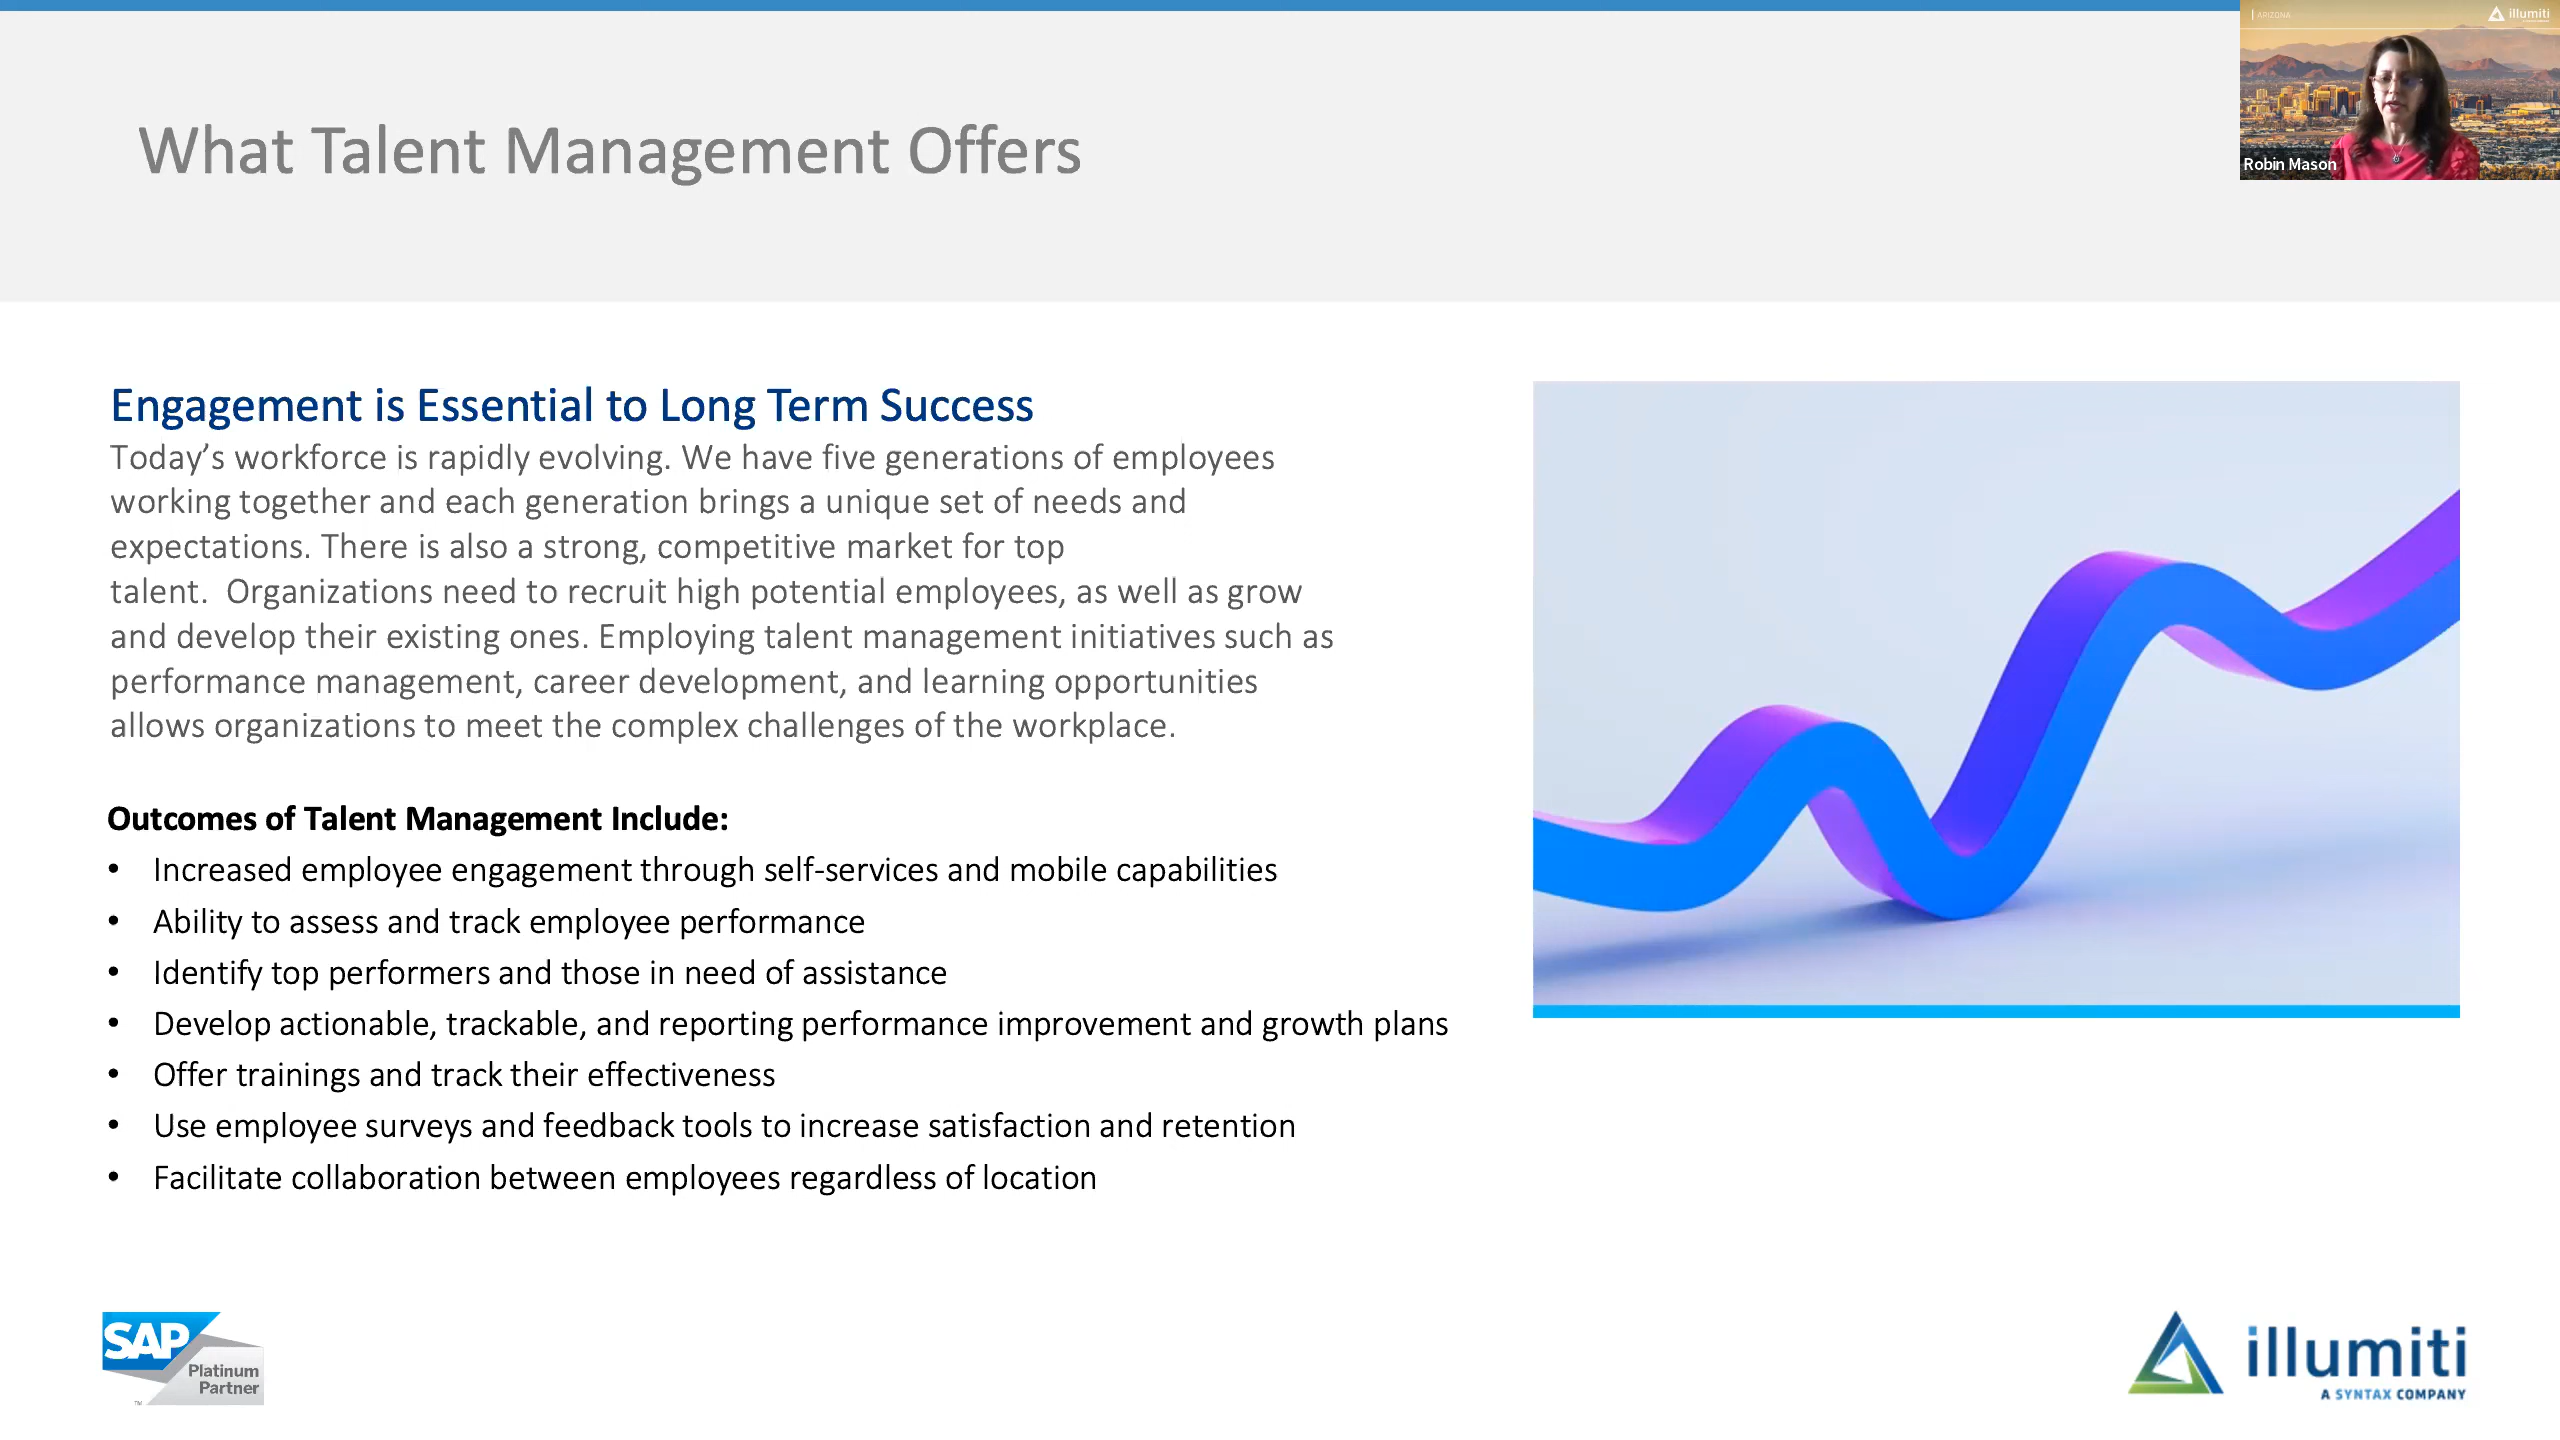 | ARIZONA
illumiti
Robin Mason
What Talent Management Offers
Engagement is Essential to Long Term Success
Today’s workforce is rapidly evolving. We have five generations of employees
working together and each generation brings a unique set of needs and
expectations. There is also a strong, competitive market for top
talent.  Organizations need to recruit high potential employees, as well as grow
and develop their existing ones. Employing talent management initiatives such as
performance management, career development, and learning opportunities
allows organizations to meet the complex challenges of the workplace.
Outcomes of Talent Management Include:
• Increased employee engagement through self-services and mobile capabilities
• Ability to assess and track employee performance
• Identify top performers and those in need of assistance
• Develop actionable, trackable, and reporting performance improvement and growth plans
• Offer trainings and track their effectiveness
• Use employee surveys and feedback tools to increase satisfaction and retention
• Facilitate collaboration between employees regardless of location
SAP
Platinum
Partner
TM
illumiti
A SYNTAX COMPANY